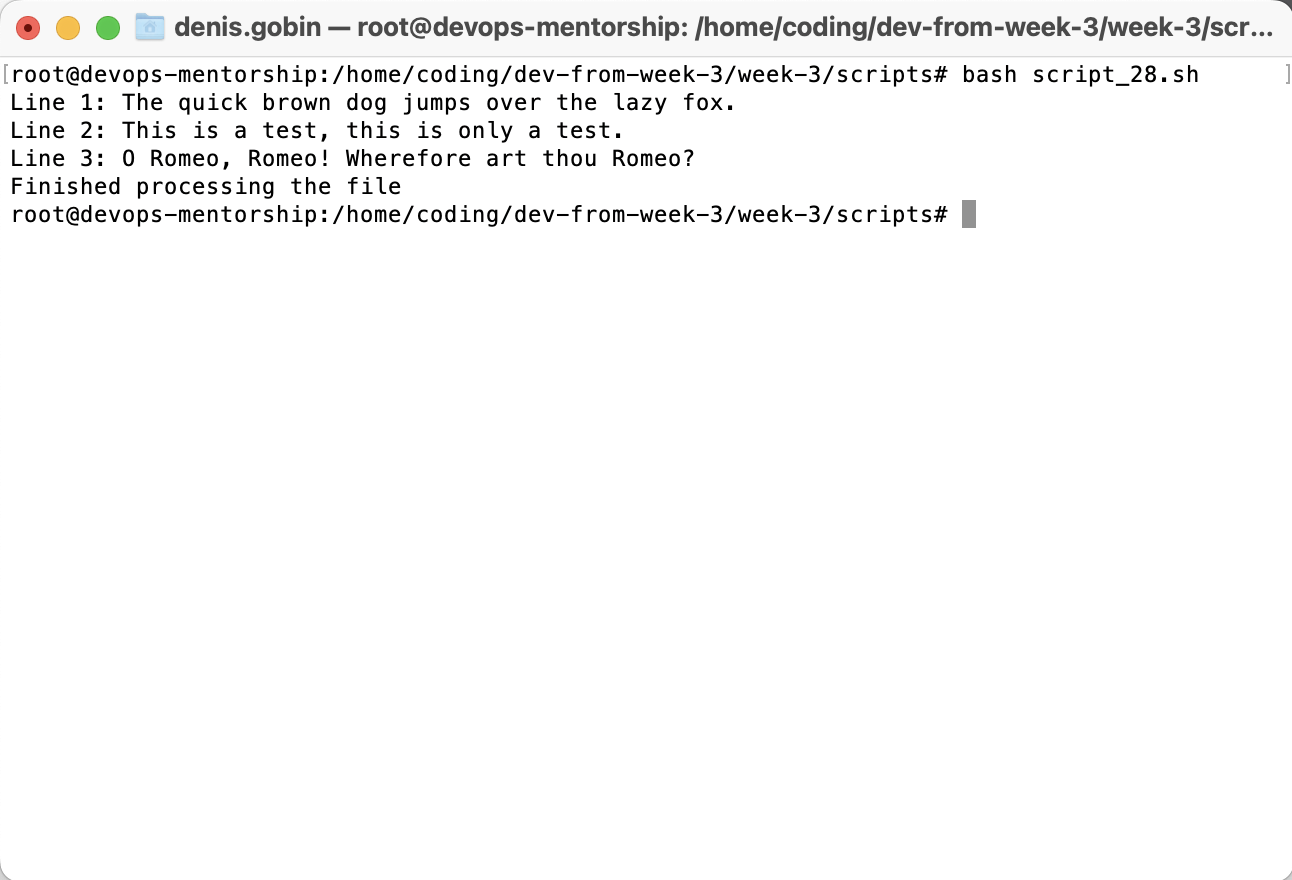 denis.gobin — root@devops-mentorship: /home/coding/dev-from-week-3/week-3/scr...
[root@devops-mentorship:/home/coding/dev-from-week-3/week-3/scripts# bash script_28.sh ]
Line 1: The quick brown dog jumps over the lazy fox.
Line 2: This is a test, this is only a test.
Line 3: O Romeo, Romeo! Wherefore art thou Romeo?
Finished processing the file
root@devops-mentorship:/home/coding/dev-from-week-3/week-3/scripts#